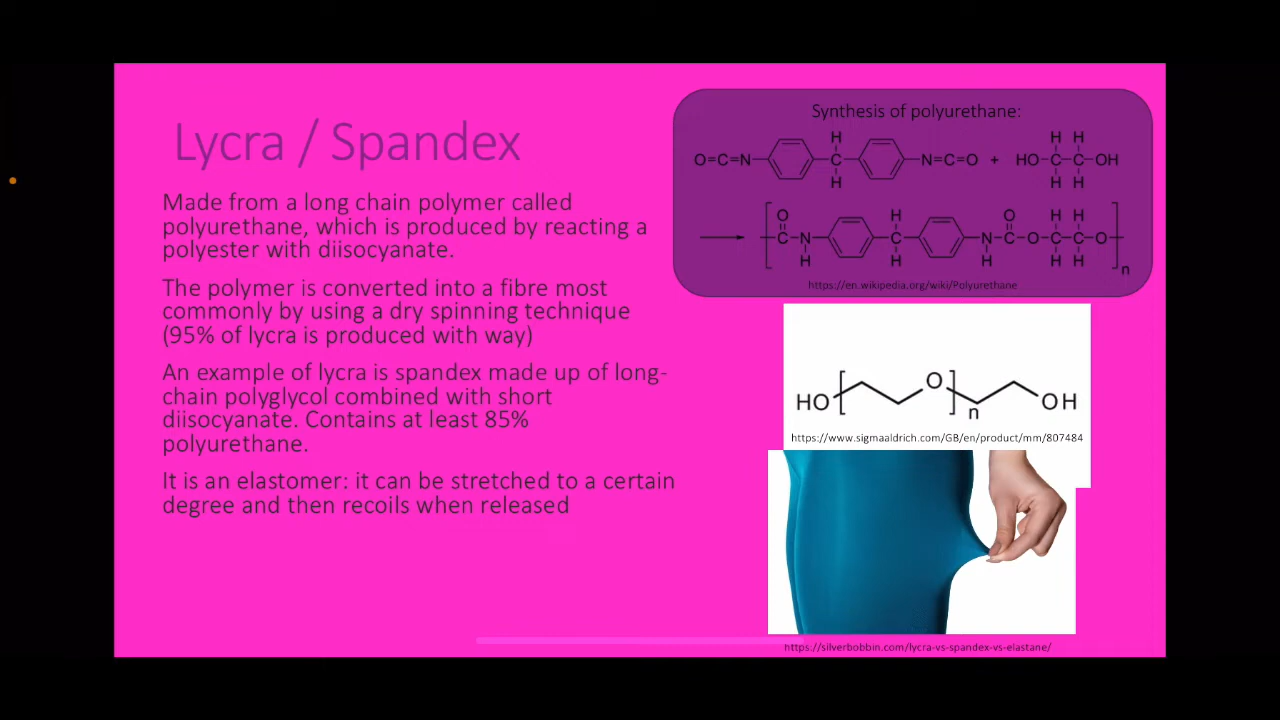 Lycra / Spandex
Made from a long chain polymer called
polyurethane, which is produced by reacting a
polyester with diisocyanate.
The polymer is converted into a fibre most
commonly by using a dry spinning technique
(95% of lycra is produced with way)
An example of lycra is spandex made up of long-
chain polyglycol combined with short
diisocyanate. Contains at least 85%
polyurethane.
It is an elastomer: it can be stretched to a certain
degree and then recoils when released
Synthesis of polyurethane:
H H H
O=C=N C N=C=O + HO C C OH
H H H
O H O H H
C N C N C O C C O
H H H H H
n
https://en.wikipedia.org/wiki/Polyurethane
HO O OH
n
https://www.sigmaaldrich.com/GB/en/product/mm/807484
https://silverbobbin.com/lycra-vs-spandex-vs-elastane/